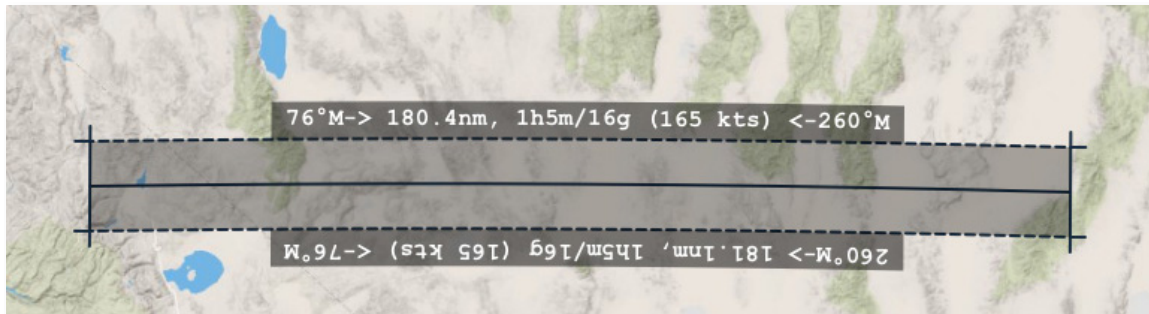 76°M-> 180.4nm, 1h5m/16g (165 kts) <-260°M
260°M-> 181.1nm, 1h5m/16g (165 kts) <-76°M